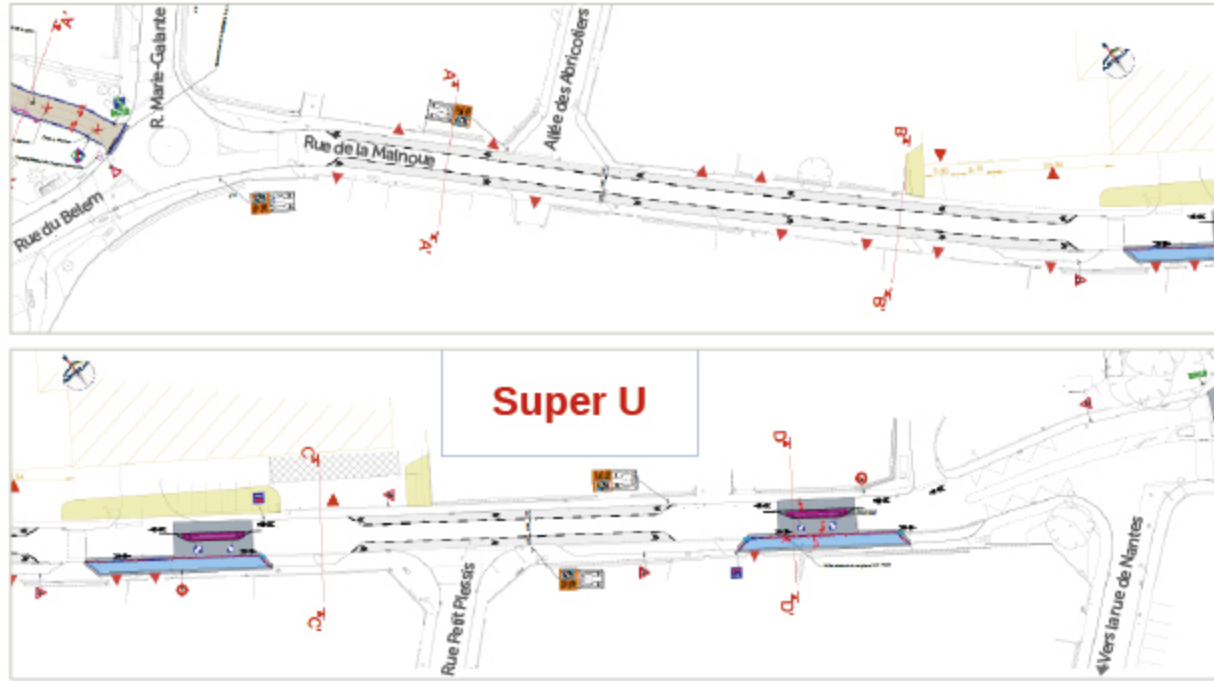 A'
R. Marie-Galante
Rue du Belem
Rue de la Malnoue
A
A'
Allée des Abricotiers
B
B'
Super U
C
C'
Rue Petit Plessis
D
D'
Vers la rue de Nantes